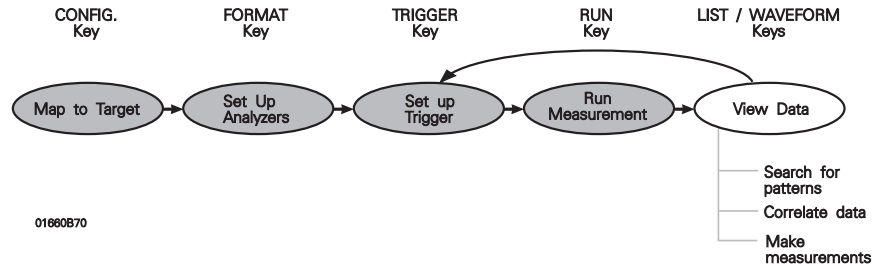 CONFIG.
Key
FORMAT
Key
TRIGGER
Key
RUN
Key
LIST / WAVEFORM
Keys
Map to Target
Set Up
Analyzers
Set up
Trigger
Run
Measurement
View Data
Search for
patterns
Correlate data
Make
measurements
01660B70